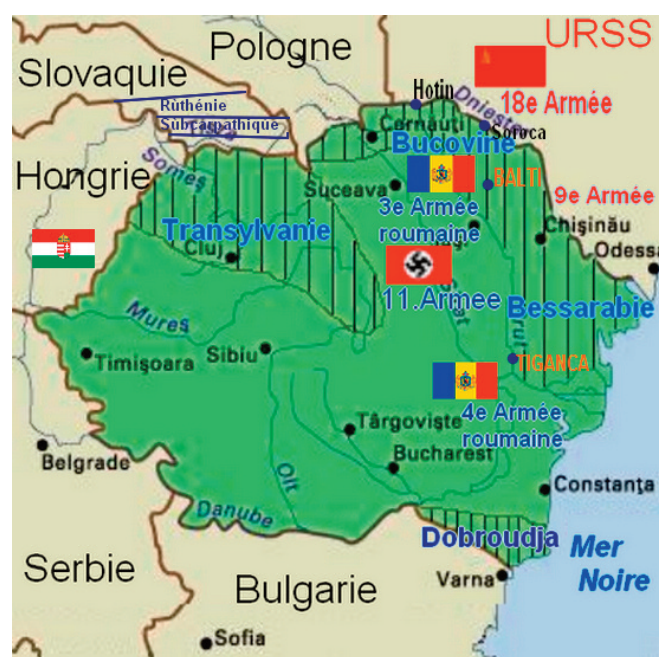 URSS
Pologne
Slovaquie
Hotin
Dniester
18e Armée
Ruthénie
Subcarpathique
Soroca
Cernăuţi
Bucovine
Someş
Hongrie
Suceava
BALTI
9e Armée
3e Armée
roumaine
Transylvanie
Chişinău
Cluj
Odessa
11.Armee
Mureş
Bessarabie
Timişoara
Sibiu
TIGANCA
4e Armée
roumaine
Târgovişte
Belgrade
Bucharest
Olt
Constanţa
Danube
Dobroudja
Mer
Noire
Serbie
Bulgarie
Varna
Sofia